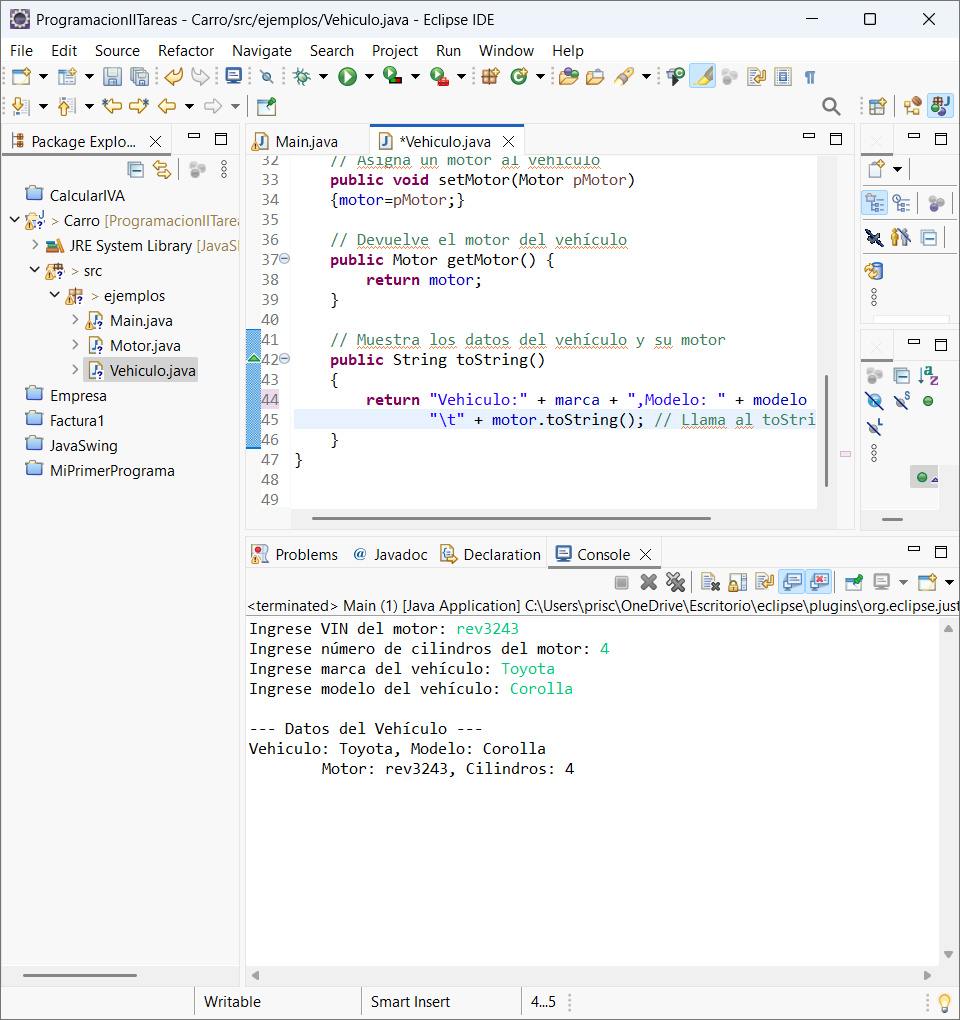 ProgramacionIITareas - Carro/src/ejemplos/Vehiculo.java - Eclipse IDE
File Edit Source Refactor Navigate Search Project Run Window Help
Package Explo...
CalcularIVA
> Carro [ProgramacionIITarea
JRE System Library [JavaSE
> src
> ejemplos
Main.java
Motor.java
Vehiculo.java
Empresa
Factura1
JavaSwing
MiPrimerPrograma
Main.java *Vehiculo.java
32 // Asigna un motor al vehículo
33 public void setMotor(Motor pMotor)
34 {motor=pMotor;}
35
36 // Devuelve el motor del vehículo
37 public Motor getMotor() {
38 return motor;
39 }
40
41 // Muestra los datos del vehículo y su motor
42 public String toString()
43 {
44 return "Vehiculo:" + marca + ",Modelo: " + modelo
45 "\t" + motor.toString(); // Llama al toStri
46 }
47 }
48
49
Problems @ Javadoc Declaration Console
<terminated> Main (1) [Java Application] C:\Users\prisc\OneDrive\Escritorio\eclipse\plugins\org.eclipse.just
Ingrese VIN del motor: rev3243
Ingrese número de cilindros del motor: 4
Ingrese marca del vehículo: Toyota
Ingrese modelo del vehículo: Corolla
--- Datos del Vehículo ---
Vehiculo: Toyota, Modelo: Corolla
Motor: rev3243, Cilindros: 4
Writable Smart Insert 4...5